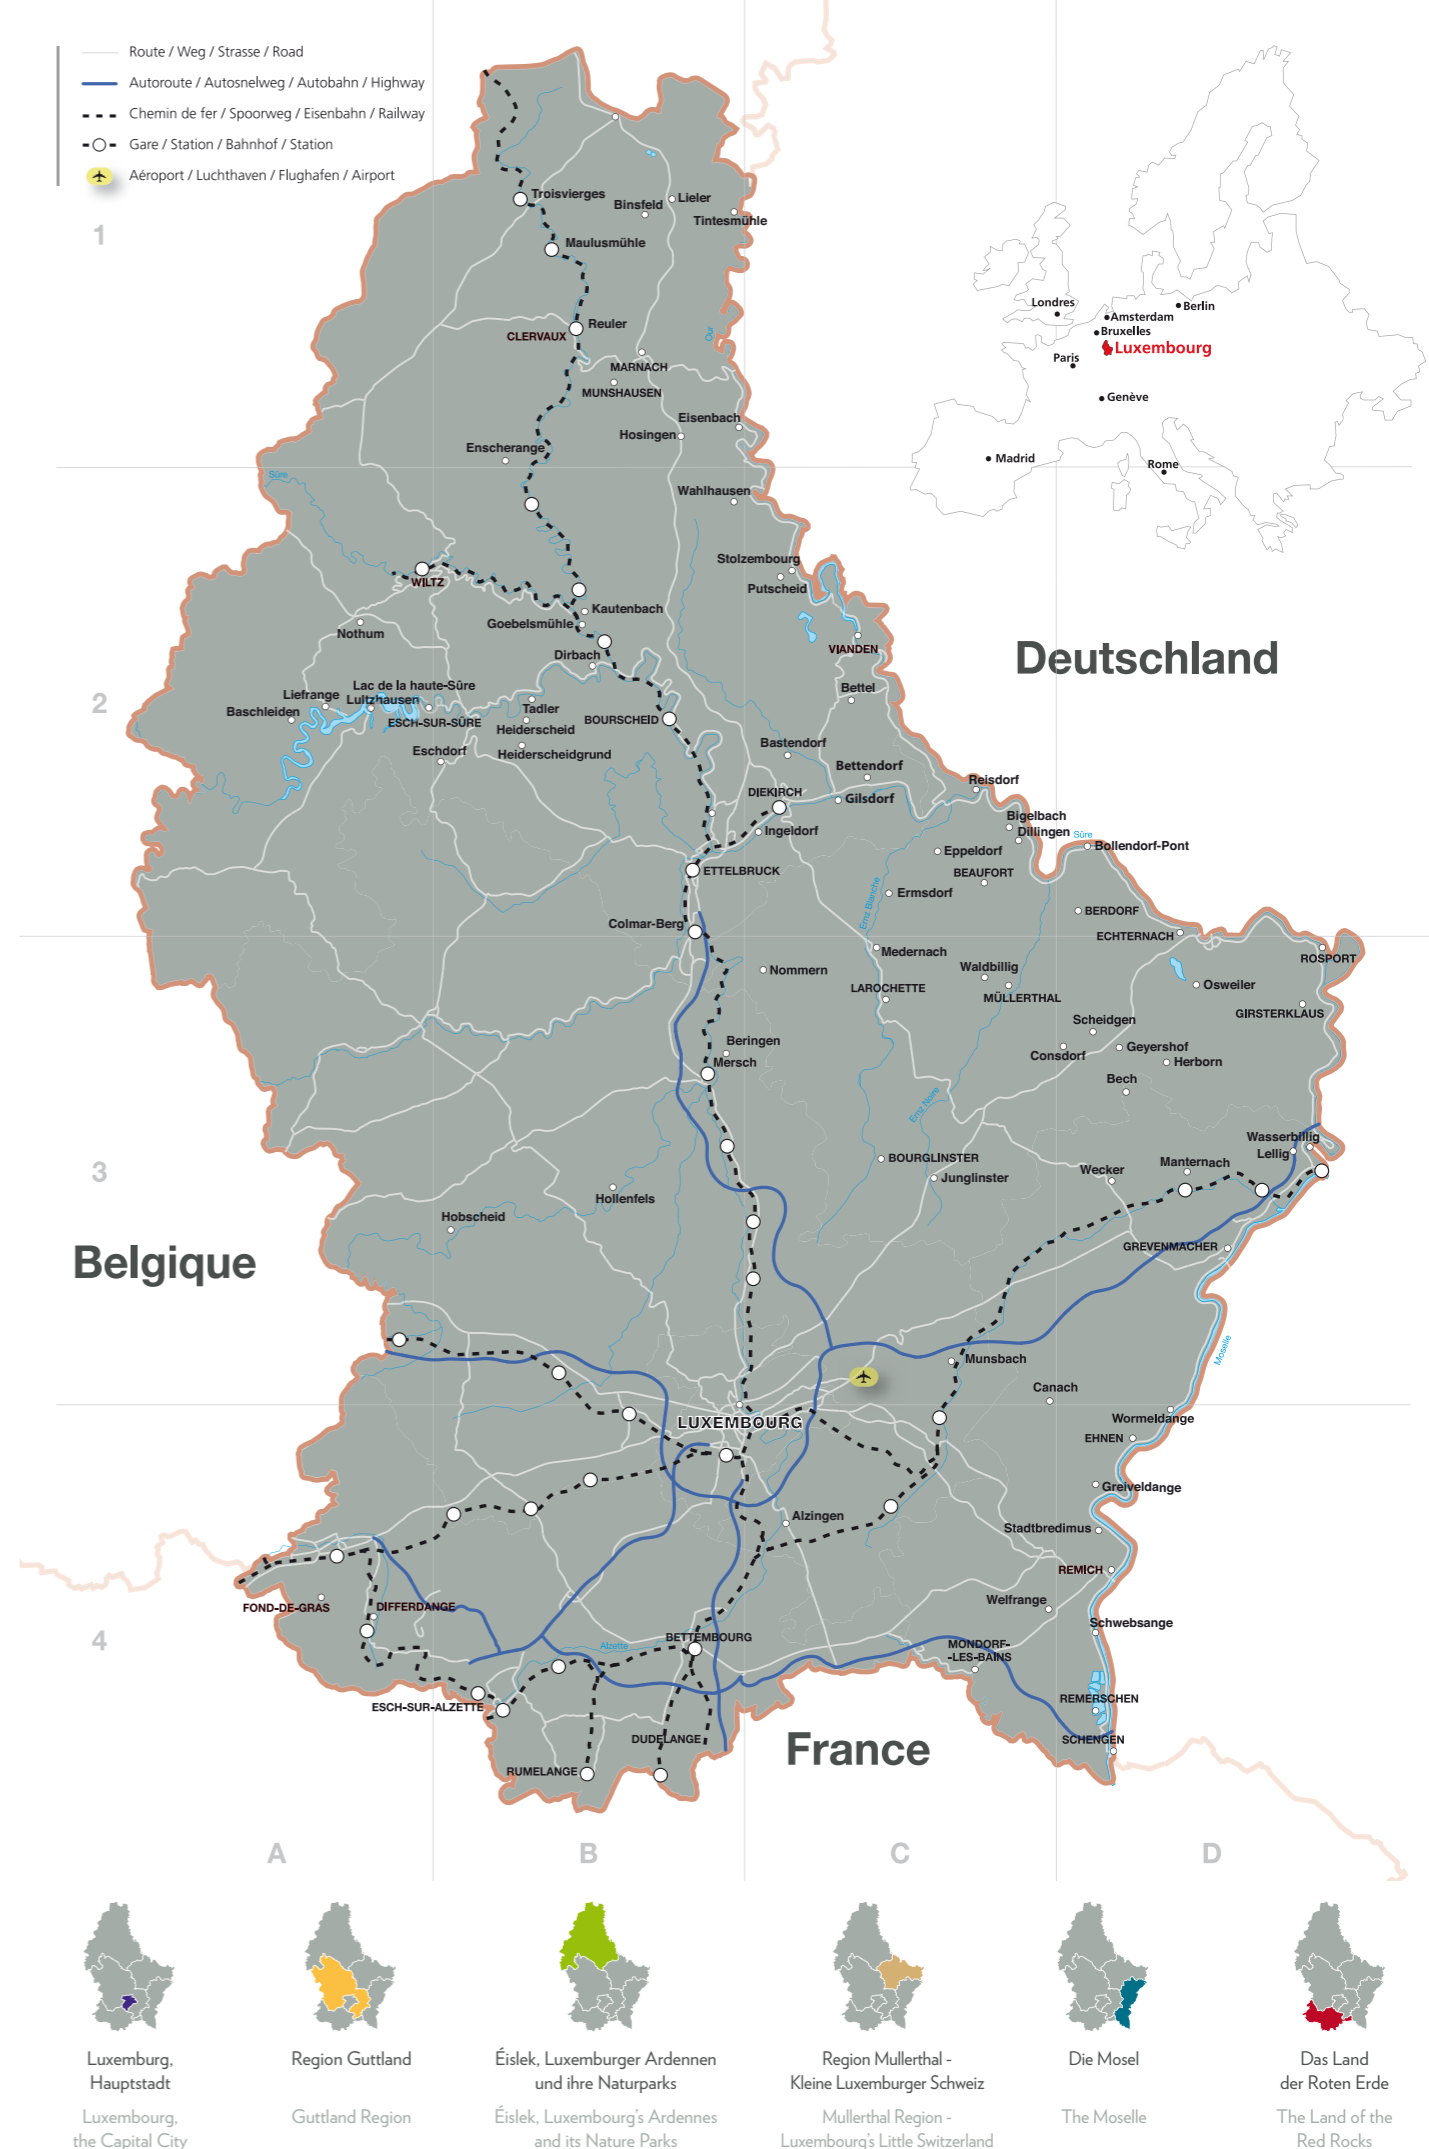 Route / Weg / Strasse / Road
Autoroute / Autosnelweg / Autobahn / Highway
Chemin de fer / Spoorweg / Eisenbahn / Railway
Gare / Station / Bahnhof / Station
Aéroport / Luchthaven / Flughafen / Airport
1
Troisvierges
Binsfeld
Lieler
Tintesmühle
Maulusmühle
Reuler
CLERVAUX
Our
MARNACH
MUNSHAUSEN
Eisenbach
Hosingen
Enscherange
Londres
Berlin
Amsterdam
Bruxelles
Luxembourg
Paris
Genève
Madrid
Rome
Sûre
Wahlhausen
Stolzembourg
Putscheid
WILTZ
Kautenbach
Goebelsmühle
Nothum
VIANDEN
Dirbach
Deutschland
2
Lac de la haute-Sûre
Liefrange
Lultzhausen
Baschleiden
ESCH-SUR-SÛRE
Bettel
Tadler
Heiderscheid
BOURSCHEID
Eschdorf
Heiderscheidgrund
Bastendorf
Bettendorf
Reisdorf
DIEKIRCH
Gilsdorf
Bigelbach
Dillingen
Sûre
Ingeldorf
Bollendorf-Pont
Eppeldorf
BEAUFORT
ETTELBRUCK
Ermsdorf
Ernz Blanche
BERDORF
Colmar-Berg
ECHTERNACH
Medernach
ROSPORT
Nommern
Waldbillig
Osweiler
LAROCHETTE
MÜLLERTHAL
GIRSTERKLAUS
Scheidgen
Beringen
Consdorf
Geyershof
Herborn
Mersch
Bech
Ernz Noire
3
Wasserbillig
Lellig
BOURGLINSTER
Manternach
Wecker
Junglinster
Hollenfels
Hobscheid
Belgique
GREVENMACHER
Moselle
Munsbach
Canach
LUXEMBOURG
Wormeldange
EHNEN
Greiveldange
Alzingen
Stadtbredimus
REMICH
FOND-DE-GRAS
DIFFERDANGE
Welfrange
4
Schwebsange
Alzette
BETTEMBOURG
MONDORF-
-LES-BAINS
ESCH-SUR-ALZETTE
REMERSCHEN
DUDELANGE
SCHENGEN
France
RUMELANGE
A
B
C
D
Luxemburg,
Hauptstadt
Luxembourg,
the Capital City
Region Guttland
Guttland Region
Éislek, Luxemburger Ardennen
und ihre Naturparks
Éislek, Luxembourg's Ardennes
and its Nature Parks
Region Mullerthal -
Kleine Luxemburger Schweiz
Mullerthal Region -
Luxembourg's Little Switzerland
Die Mosel
The Moselle
Das Land
der Roten Erde
The Land of the
Red Rocks